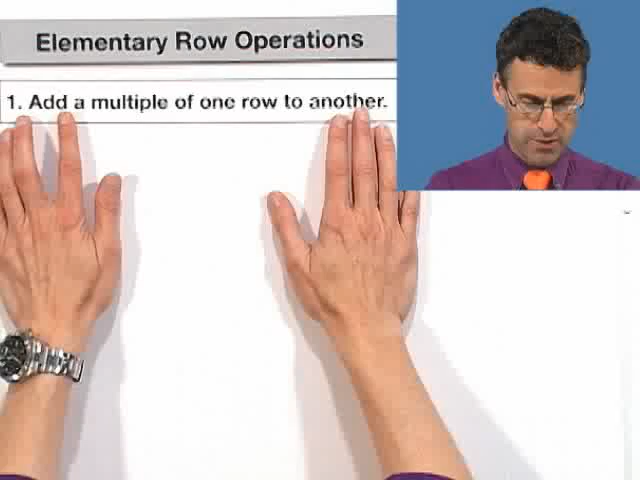 Elementary Row Operations
1. Add a multiple of one row to another.